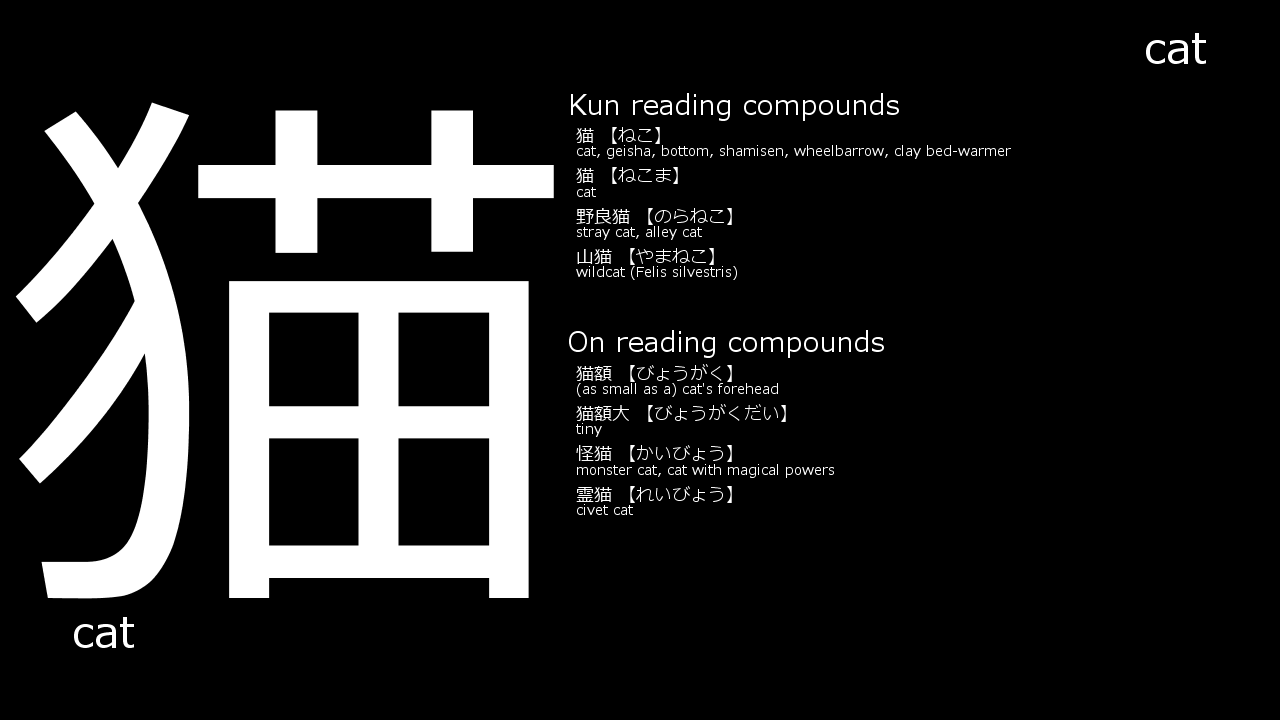 cat
猫
cat
Kun reading compounds
猫 【ねこ】
cat, geisha, bottom, shamisen, wheelbarrow, clay bed-warmer
猫 【ねこま】
cat
野良猫 【のらねこ】
stray cat, alley cat
山猫 【やまねこ】
wildcat (Felis silvestris)
On reading compounds
猫額 【びょうがく】
(as small as a) cat's forehead
猫額大 【びょうがくだい】
tiny
怪猫 【かいびょう】
monster cat, cat with magical powers
霊猫 【れいびょう】
civet cat